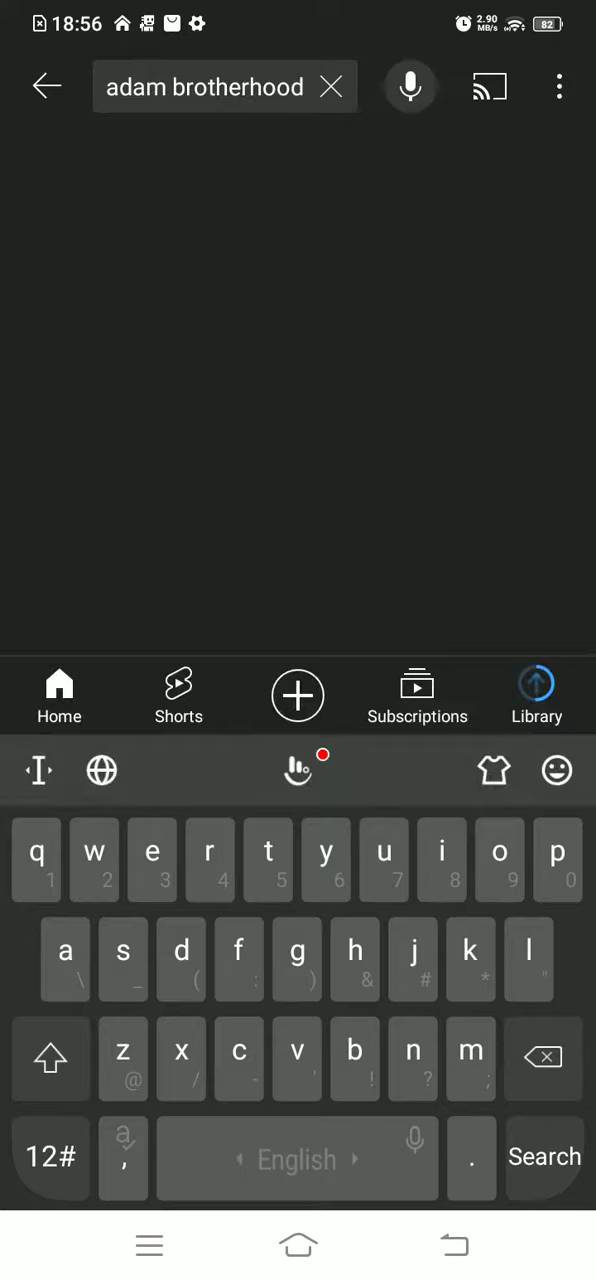 18:56
2.90
MB/s
82
adam brotherhood
Home
Shorts
Subscriptions
Library
q w e r t y u i o p
1 2 3 4 5 6 7 8 9 0
a s d f g h j k l
\ _ ( : ) & # * "
z x c v b n m
@ / - ' ! ? ;
12# a , English . Search